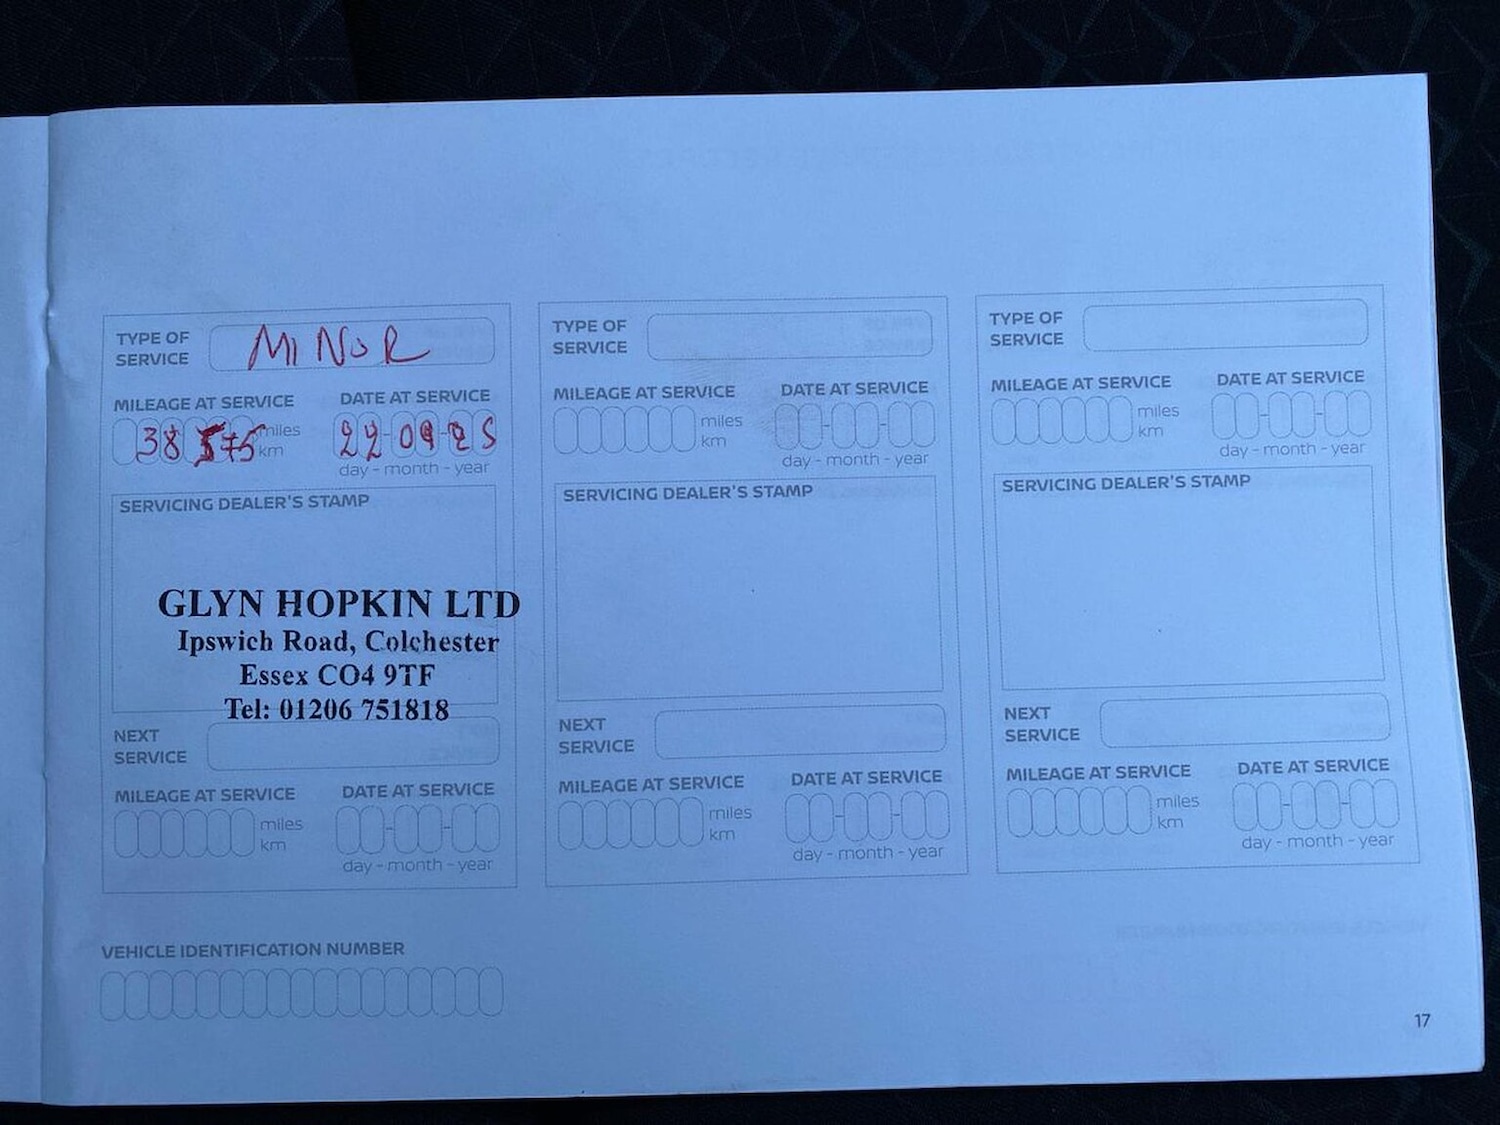 TYPE OF SERVICE MINOR
MILEAGE AT SERVICE DATE AT SERVICE
38 575 miles km 22-09-25
day - month - year
SERVICING DEALER'S STAMP
GLYN HOPKIN LTD
Ipswich Road, Colchester
Essex CO4 9TF
Tel: 01206 751818
NEXT SERVICE
MILEAGE AT SERVICE DATE AT SERVICE
miles km
day - month - year
TYPE OF SERVICE
MILEAGE AT SERVICE DATE AT SERVICE
miles km
day - month - year
SERVICING DEALER'S STAMP
NEXT SERVICE
MILEAGE AT SERVICE DATE AT SERVICE
miles km
day - month - year
TYPE OF SERVICE
MILEAGE AT SERVICE DATE AT SERVICE
miles km
day - month - year
SERVICING DEALER'S STAMP
NEXT SERVICE
MILEAGE AT SERVICE DATE AT SERVICE
miles km
day - month - year
VEHICLE IDENTIFICATION NUMBER
17